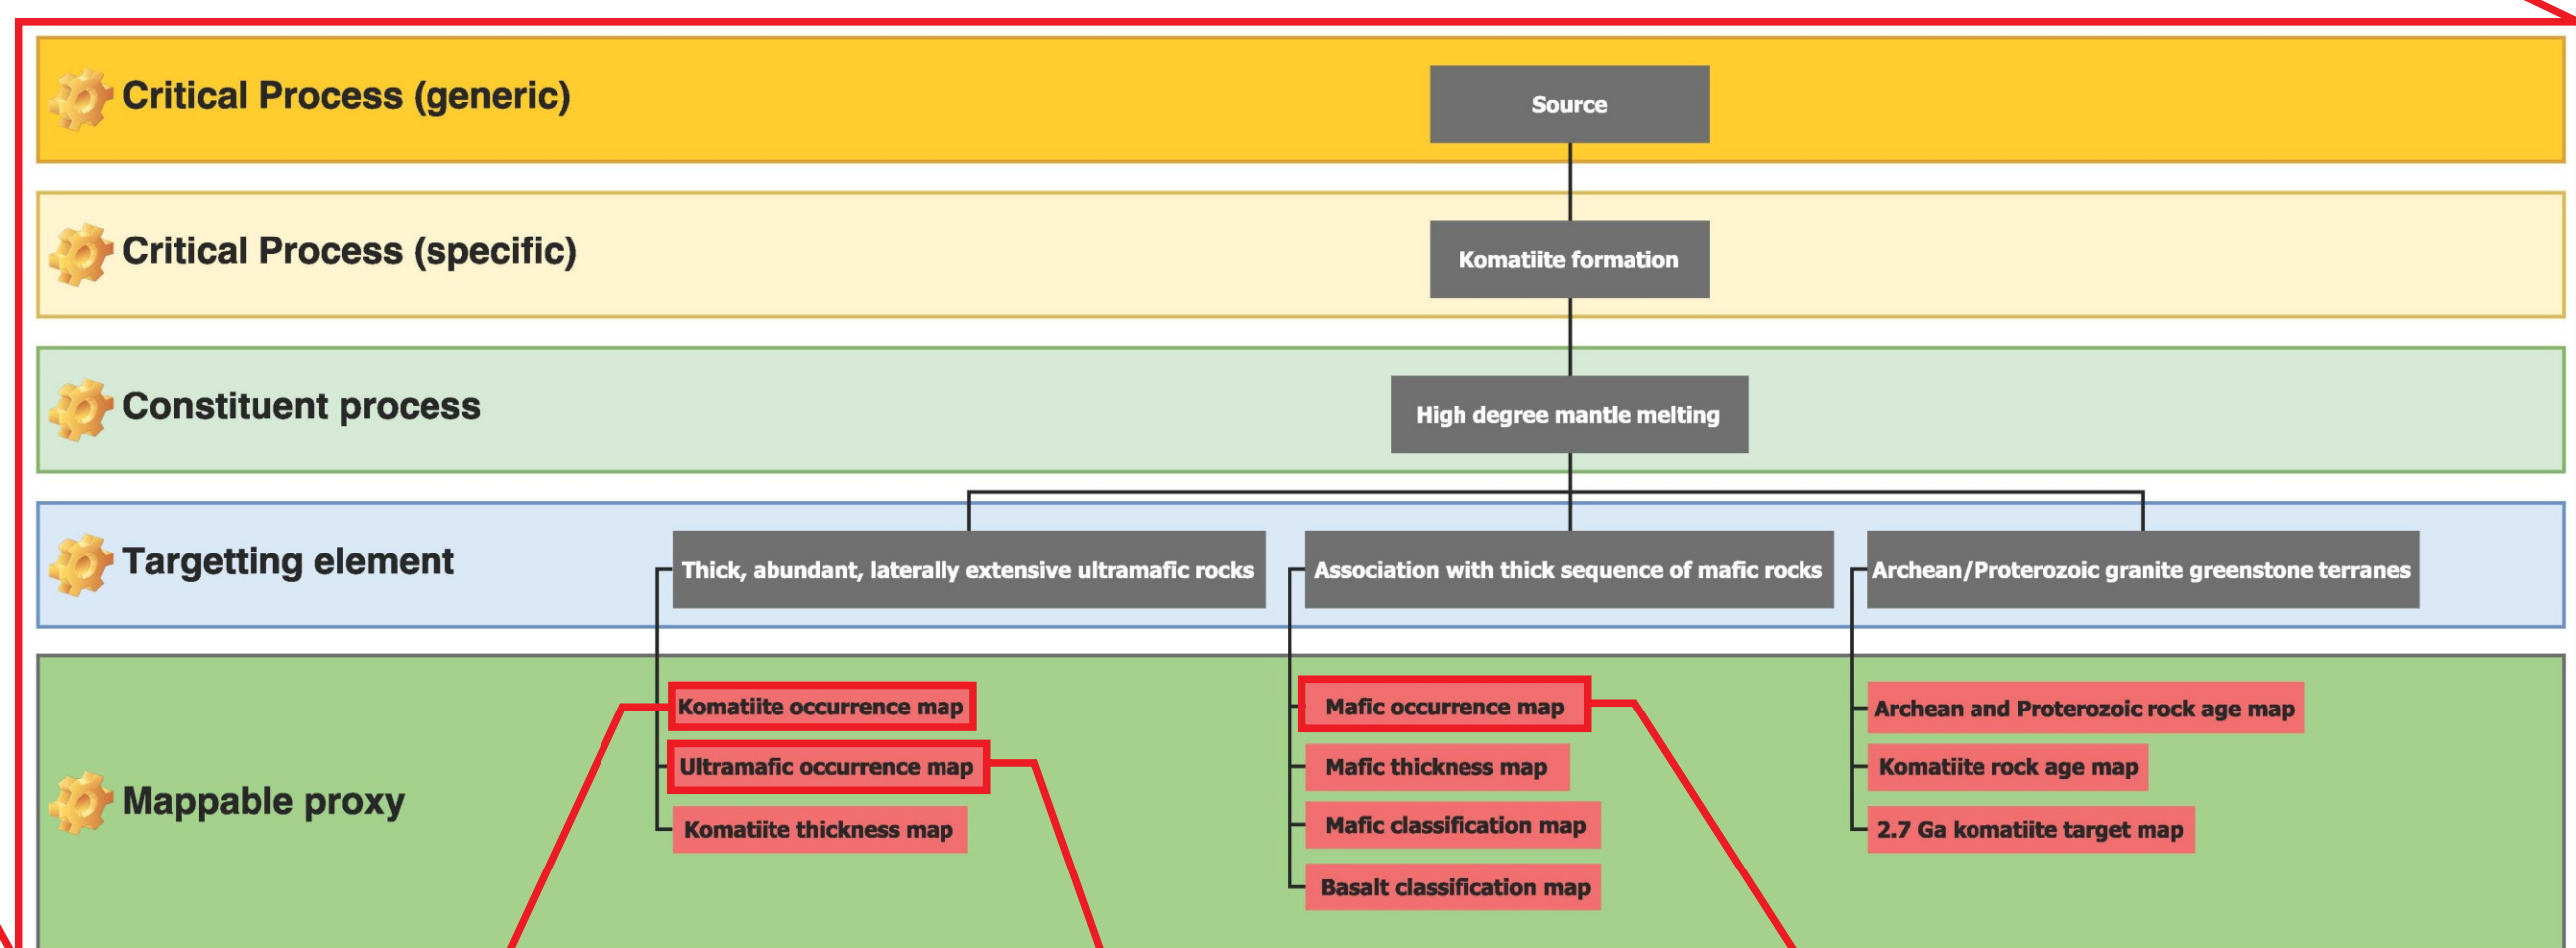 Critical Process (generic)
Source
Critical Process (specific)
Komatiite formation
Constituent process
High degree mantle melting
Targetting element
Thick, abundant, laterally extensive ultramafic rocks
Association with thick sequence of mafic rocks
Archean/Proterozoic granite greenstone terranes
Mappable proxy
Komatiite occurrence map
Ultramafic occurrence map
Komatiite thickness map
Mafic occurrence map
Mafic thickness map
Mafic classification map
Basalt classification map
Archean and Proterozoic rock age map
Komatiite rock age map
2.7 Ga komatiite target map